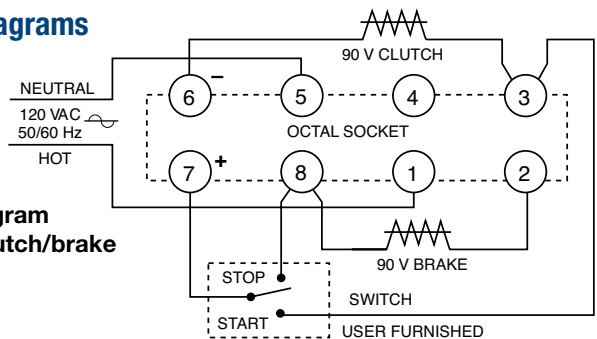 agrams
90 V CLUTCH
NEUTRAL
120 VAC
50/60 Hz
HOT
6 – 5 4 3
OCTAL SOCKET
7 + 8 1 2
gram
utch/brake
90 V BRAKE
STOP
SWITCH
START
USER FURNISHED